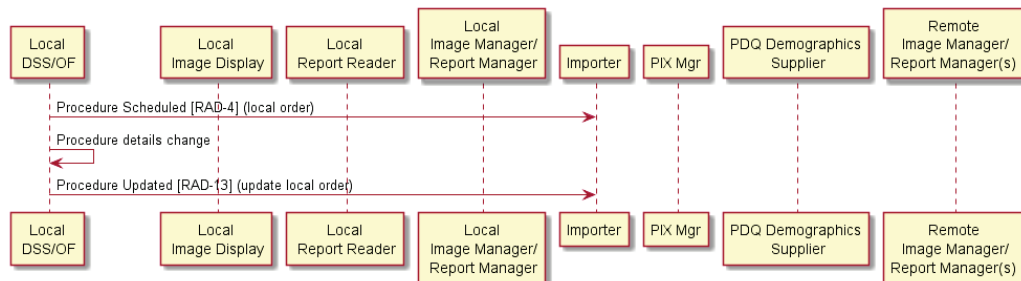 Local
DSS/OF
Local
Image Display
Local
Report Reader
Local
Image Manager/
Report Manager
Importer
PIX Mgr
PDQ Demographics
Supplier
Remote
Image Manager/
Report Manager(s)
Procedure Scheduled [RAD-4] (local order)
Procedure details change
Procedure Updated [RAD-13] (update local order)
Local
DSS/OF
Local
Image Display
Local
Report Reader
Local
Image Manager/
Report Manager
Importer
PIX Mgr
PDQ Demographics
Supplier
Remote
Image Manager/
Report Manager(s)